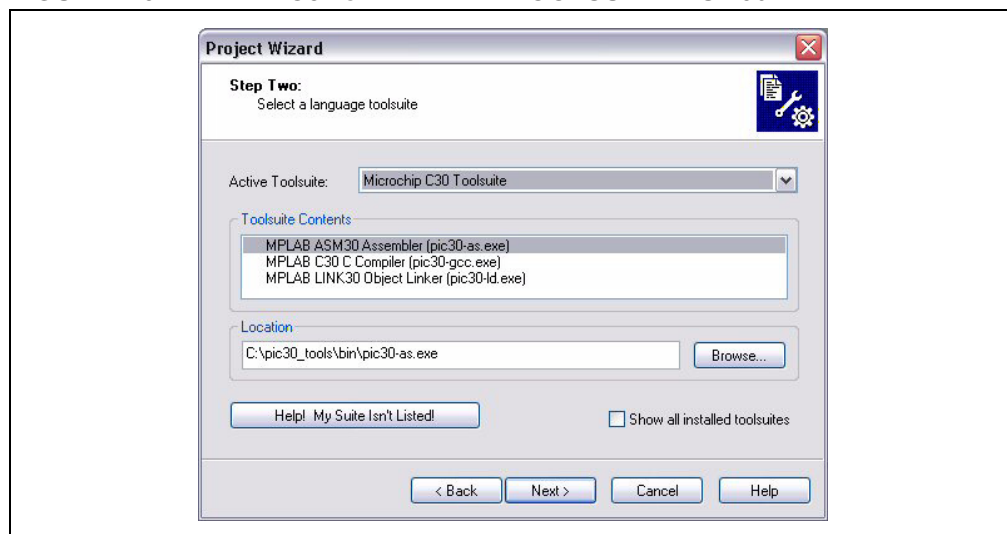 Project Wizard
Step Two:
Select a language toolsuite
Active Toolsuite: Microchip C30 Toolsuite
Toolsuite Contents
MPLAB ASM30 Assembler (pic30-as.exe)
MPLAB C30 C Compiler (pic30-gcc.exe)
MPLAB LINK30 Object Linker (pic30-ld.exe)
Location
C:\pic30_tools\bin\pic30-as.exe Browse...
Help! My Suite Isn't Listed! Show all installed toolsuites
< Back Next > Cancel Help